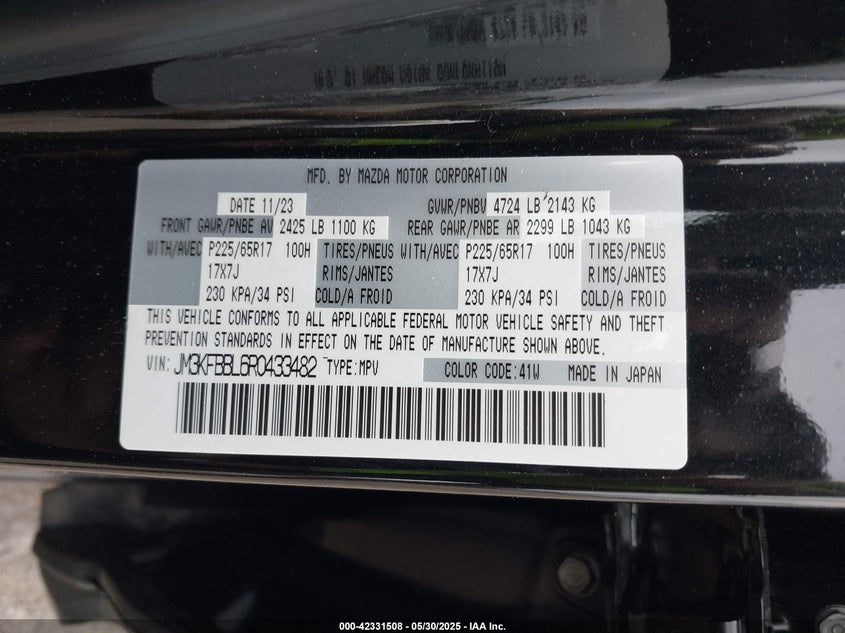 MFD. BY MAZDA MOTOR CORPORATION
DATE 11/23 GVWR/PNBV 4724 LB 2143 KG
FRONT GAWR/PNBE AV 2425 LB 1100 KG REAR GAWR/PNBE AR 2299 LB 1043 KG
WITH/AVEC P225/65R17 100H TIRES/PNEUS WITH/AVEC P225/65R17 100H TIRES/PNEUS
17X7J RIMS/JANTES 17X7J RIMS/JANTES
230 KPA/34 PSI COLD/A FROID 230 KPA/34 PSI COLD/A FROID
THIS VEHICLE CONFORMS TO ALL APPLICABLE FEDERAL MOTOR VEHICLE SAFETY AND THEFT
PREVENTION STANDARDS IN EFFECT ON THE DATE OF MANUFACTURE SHOWN ABOVE.
VIN: JM3KFBBL6R0433482 TYPE:MPV COLOR CODE:41W MADE IN JAPAN
000-42331508 - 05/30/2025 - IAA Inc.